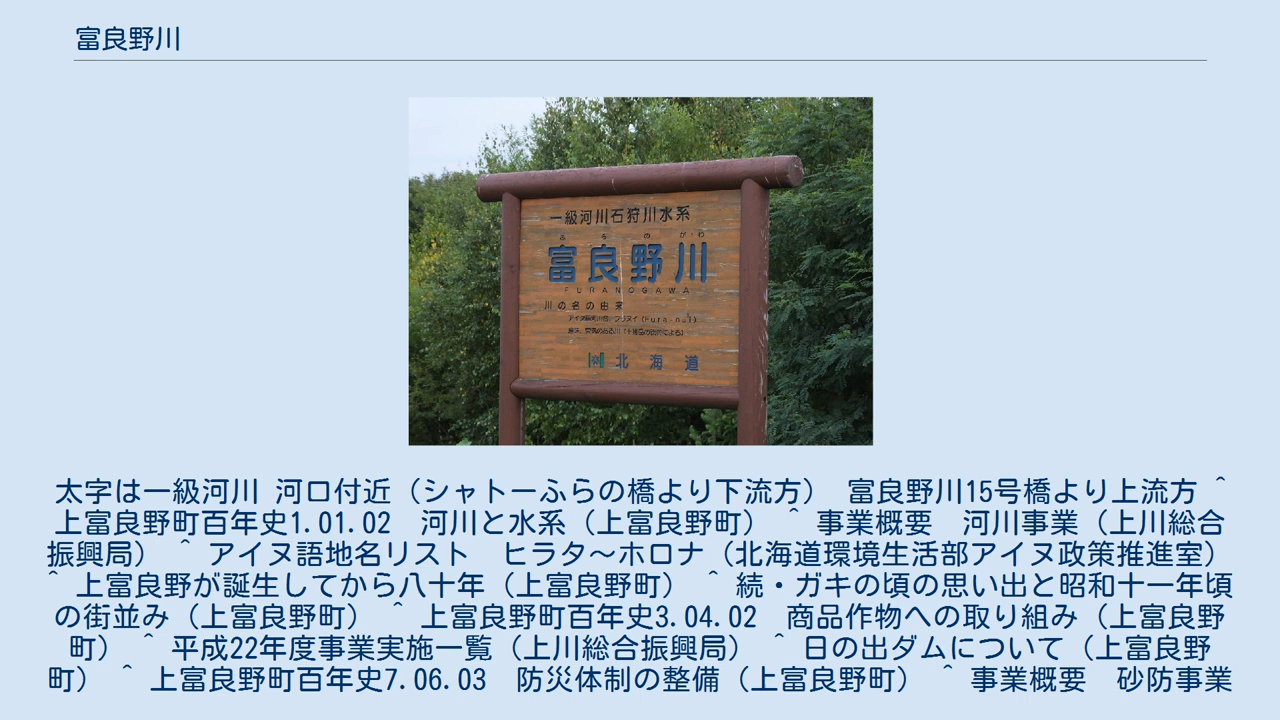 富良野川
一級河川石狩川水系
ふ ら の がわ
富良野川
FURANOGAWA
川の名の由来
北海道
太字は一級河川 河口付近（シャトーふらの橋より下流方） 富良野川15号橋より上流方 ^
上富良野町百年史1.01.02　河川と水系（上富良野町） ^ 事業概要　河川事業（上川総合
振興局） ^ アイヌ語地名リスト　ヒラタ～ホロナ（北海道環境生活部アイヌ政策推進室）
^ 上富良野が誕生してから八十年（上富良野町） ^ 続・ガキの頃の思い出と昭和十一年頃
の街並み（上富良野町） ^ 上富良野町百年史3.04.02　商品作物への取り組み（上富良野
町） ^ 平成22年度事業実施一覧（上川総合振興局） ^ 日の出ダムについて（上富良野
町） ^ 上富良野町百年史7.06.03　防災体制の整備（上富良野町） ^ 事業概要　砂防事業